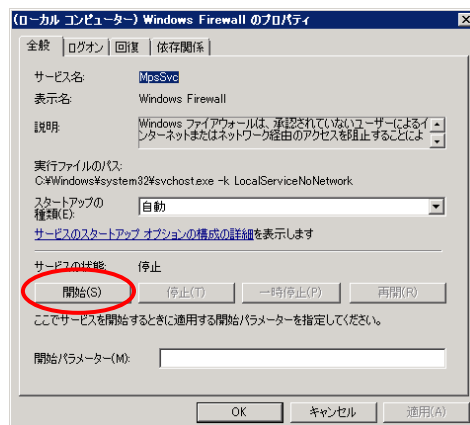 (ローカル コンピューター) Windows Firewall のプロパティ
全般 ログオン 回復 依存関係
サービス名: MpsSvc
表示名: Windows Firewall
説明: Windows ファイアウォールは、承認されていないユーザーによるイ
ンターネットまたはネットワーク経由のアクセスを阻止することによ
実行ファイルのパス:
C:¥Windows¥system32¥svchost.exe -k LocalServiceNoNetwork
スタートアップの
種類(E): 自動
サービスのスタートアップ オプションの構成の詳細を表示します
サービスの状態: 停止
開始(S) 停止(T) 一時停止(P) 再開(R)
ここでサービスを開始するときに適用する開始パラメーターを指定してください。
開始パラメーター(M):
OK キャンセル 適用(A)